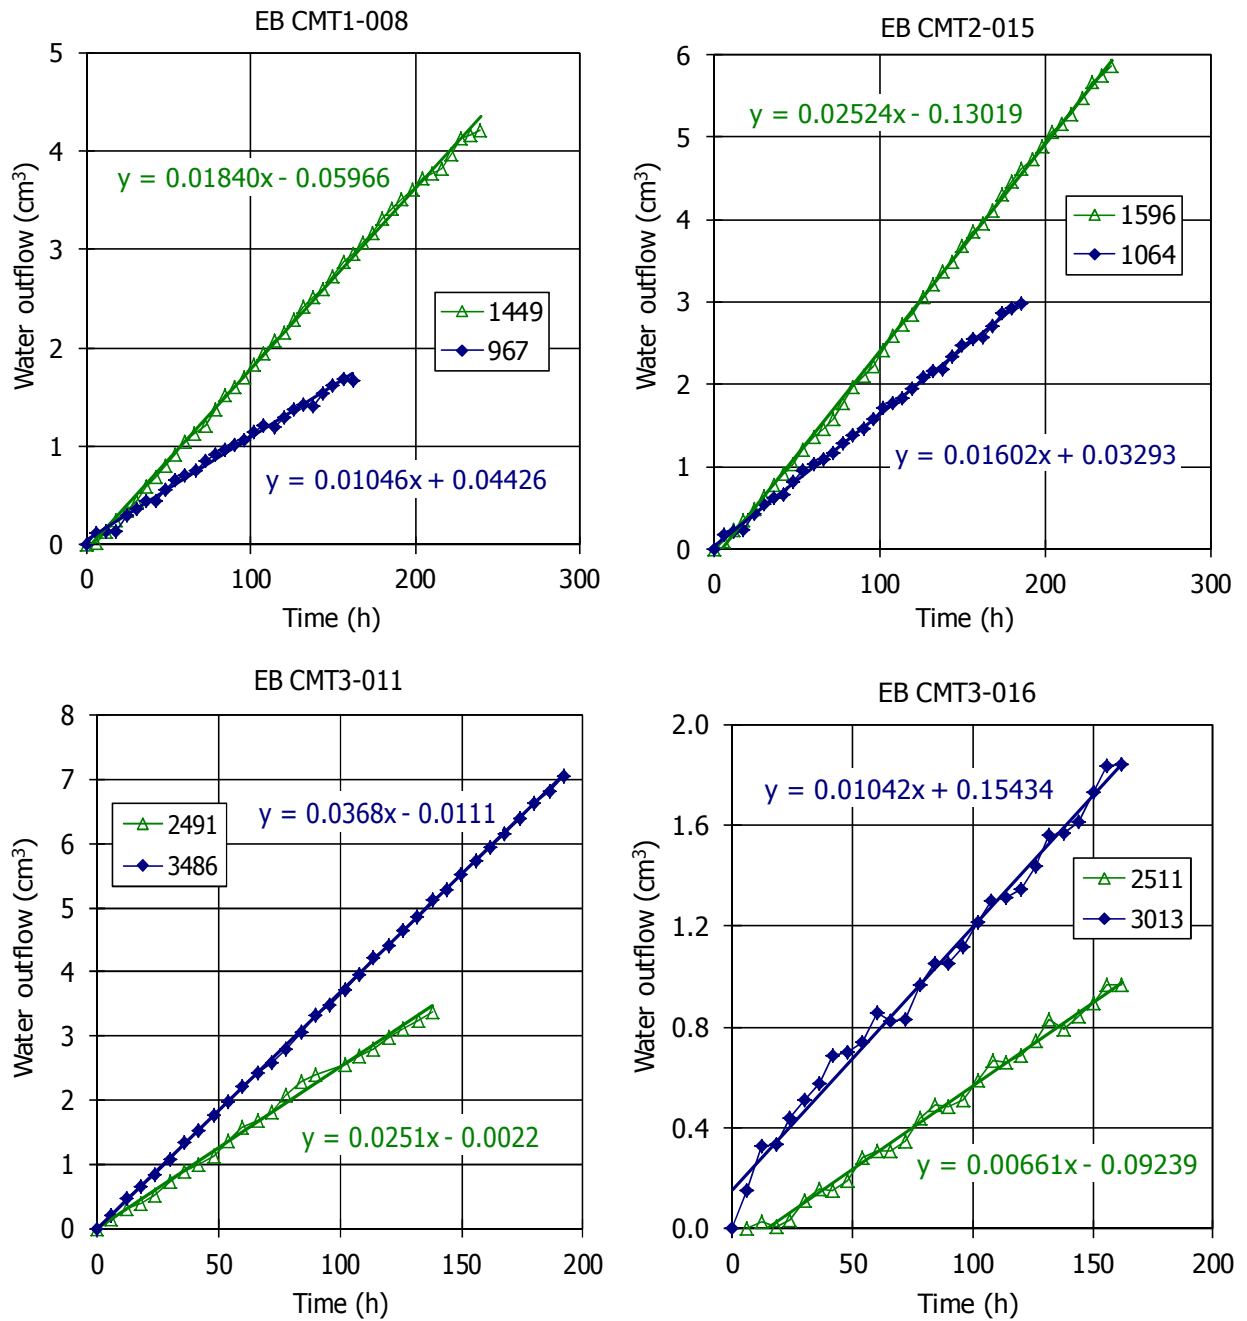 EB CMT1-008
5
4
3
2
1
0
Water outflow (cm³)
y = 0.01840x - 0.05966
1449
967
y = 0.01046x + 0.04426
0 100 200 300
Time (h)
EB CMT2-015
6
5
4
3
2
1
0
Water outflow (cm³)
y = 0.02524x - 0.13019
1596
1064
y = 0.01602x + 0.03293
0 100 200 300
Time (h)
EB CMT3-011
8
7
6
5
4
3
2
1
0
Water outflow (cm³)
y = 0.0368x - 0.0111
2491
3486
y = 0.0251x - 0.0022
0 50 100 150 200
Time (h)
EB CMT3-016
2.0
1.6
1.2
0.8
0.4
0.0
Water outflow (cm³)
y = 0.01042x + 0.15434
2511
3013
y = 0.00661x - 0.09239
0 50 100 150 200
Time (h)